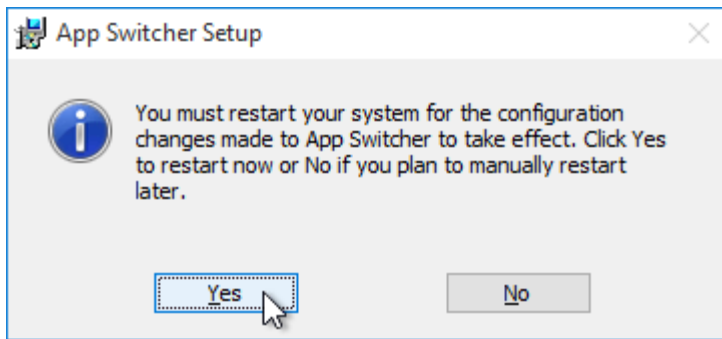 App Switcher Setup
You must restart your system for the configuration
changes made to App Switcher to take effect. Click Yes
to restart now or No if you plan to manually restart
later.
Yes
No